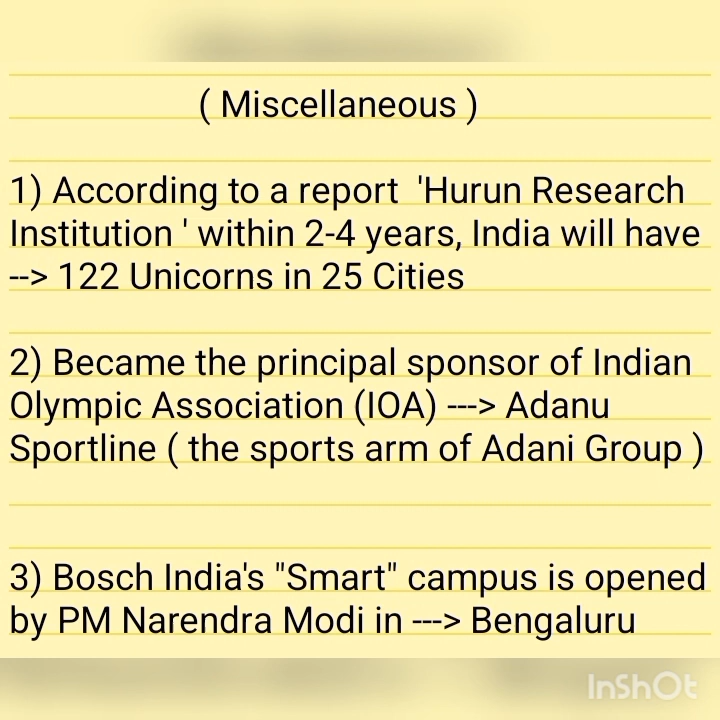 ( Miscellaneous )
1) According to a report 'Hurun Research
Institution ' within 2-4 years, India will have
--> 122 Unicorns in 25 Cities
2) Became the principal sponsor of Indian
Olympic Association (IOA) ---> Adanu
Sportline ( the sports arm of Adani Group )
3) Bosch India's "Smart" campus is opened
by PM Narendra Modi in ---> Bengaluru
InShOt